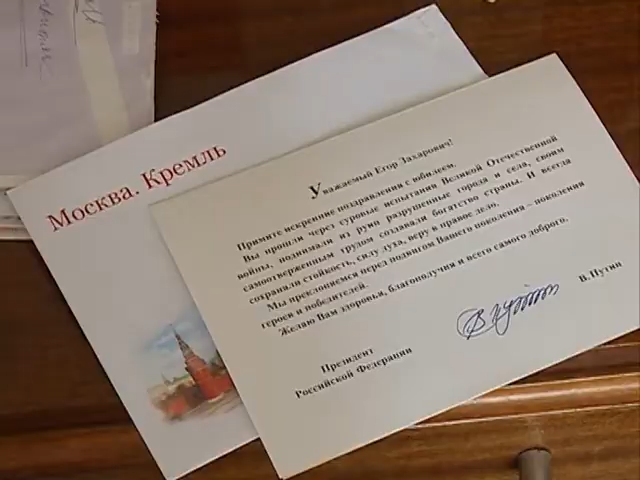 Москва. Кремль
Уважаемый Егор Захарович!
Примите искренние поздравления с юбилеем.
Вы прошли через суровые испытания Великой Отечественной
войны, поднимали из руин разрушенные города и села, своим
самоотверженным трудом создавали богатство страны. И всегда
сохраняли стойкость, силу духа, веру в правое дело.
Мы преклоняемся перед подвигом Вашего поколения – поколения
героев и победителей.
Желаю Вам здоровья, благополучия и всего самого доброго.
Президент
Российской Федерации
В.Путин